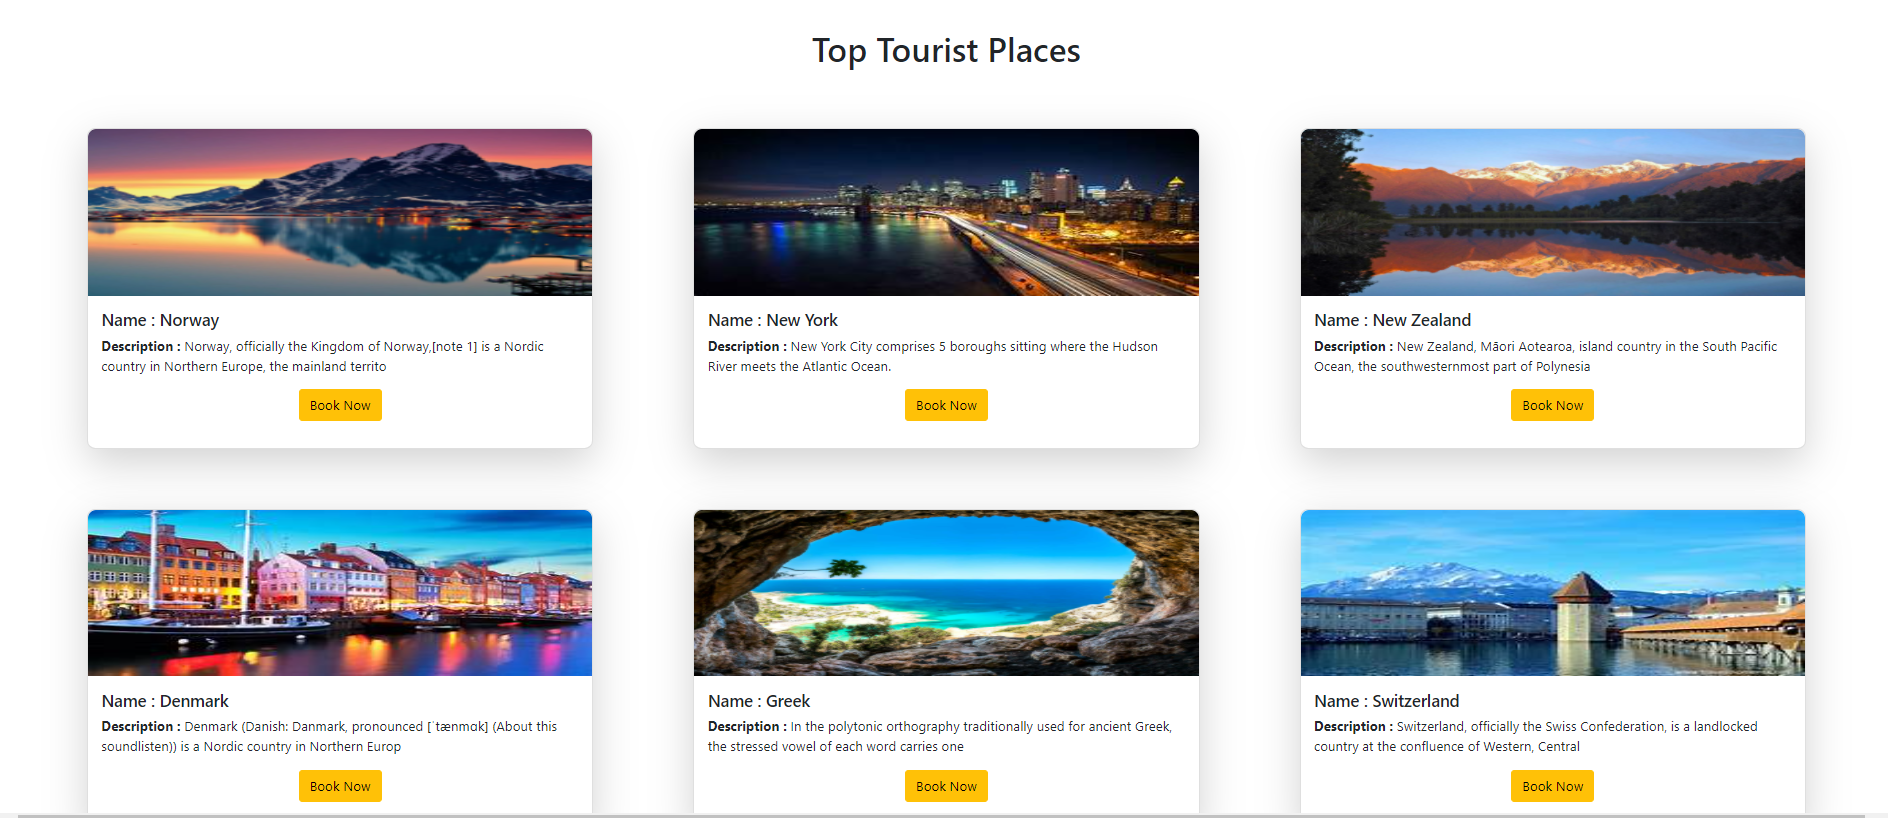 Top Tourist Places
Name : Norway
Description : Norway, officially the Kingdom of Norway,[note 1] is a Nordic
country in Northern Europe, the mainland territo
Book Now
Name : New York
Description : New York City comprises 5 boroughs sitting where the Hudson
River meets the Atlantic Ocean.
Book Now
Name : New Zealand
Description : New Zealand, Māori Aotearoa, island country in the South Pacific
Ocean, the southwesternmost part of Polynesia
Book Now
Name : Denmark
Description : Denmark (Danish: Danmark, pronounced [ˈtænmɑk] (About this
soundlisten)) is a Nordic country in Northern Europ
Book Now
Name : Greek
Description : In the polytonic orthography traditionally used for ancient Greek,
the stressed vowel of each word carries one
Book Now
Name : Switzerland
Description : Switzerland, officially the Swiss Confederation, is a landlocked
country at the confluence of Western, Central
Book Now